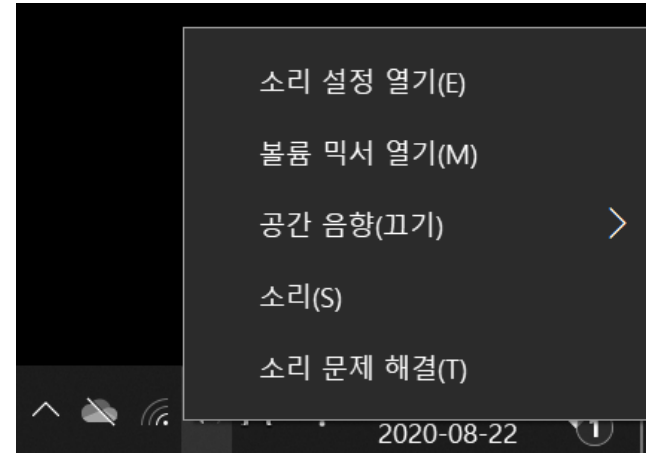 소리 설정 열기(E)
볼륨 믹서 열기(M)
공간 음향(끄기)
소리(S)
소리 문제 해결(T)
2020-08-22
1